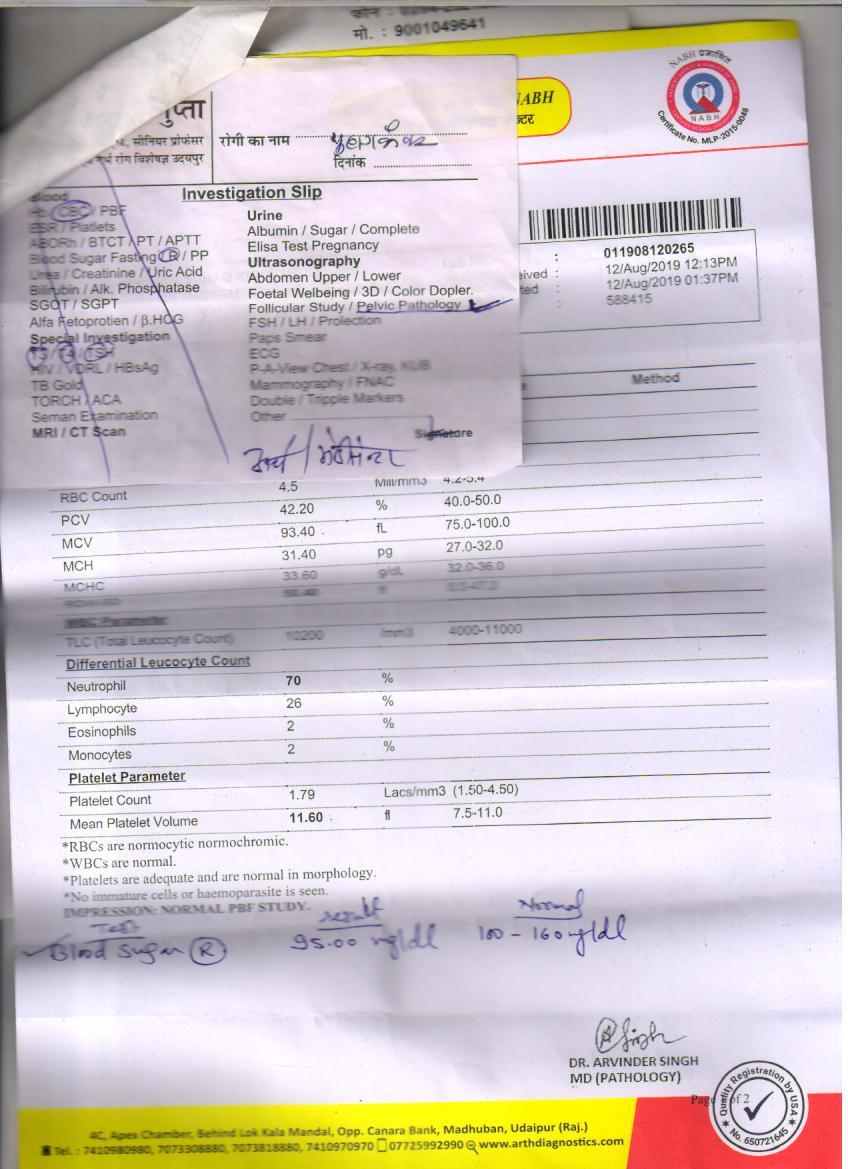 मो. : 9001049641
NABH
NABH प्रमाणित
NABH
Certificate No. MLP-2015-0048
गुप्ता
सीनियर प्रोफेसर
रोग विशेषज्ञ उदयपुर
रोगी का नाम
दिनांक
Investigation Slip
Blood
Hb / CBC / PBF
ESR / Platlets
ABORh / BTCT / PT / APTT
Blood Sugar Fasting / R / PP
Urea / Creatinine / Uric Acid
Bilirubin / Alk. Phosphatase
SGOT / SGPT
Alfa Fetoprotien / β.HCG
Special Investigation
T3 / T4 / TSH
HIV / VDRL / HBsAg
TB Gold
TORCH / ACA
Seman Examination
MRI / CT Scan
Urine
Albumin / Sugar / Complete
Elisa Test Pregnancy
Ultrasonography
Abdomen Upper / Lower
Foetal Welbeing / 3D / Color Dopler.
Follicular Study / Pelvic Pathology
FSH / LH / Prolection
Paps Smear
ECG
P-A-View Chest / X-ray, KUB
Mammography / FNAC
Double / Tripple Markers
Other
Signature
: 011908120265
eived : 12/Aug/2019 12:13PM
ted : 12/Aug/2019 01:37PM
: 588415
e Method
RBC Count 4.5 Mill/mm3 4.2-5.4
PCV 42.20 % 40.0-50.0
MCV 93.40 fL 75.0-100.0
MCH 31.40 pg 27.0-32.0
MCHC 33.60 g/dL 32.0-36.0
WBC Parameter
TLC (Total Leucocyte Count) 10200 /mm3 4000-11000
Differential Leucocyte Count
Neutrophil 70 %
Lymphocyte 26 %
Eosinophils 2 %
Monocytes 2 %
Platelet Parameter
Platelet Count 1.79 Lacs/mm3 (1.50-4.50)
Mean Platelet Volume 11.60 fl 7.5-11.0
*RBCs are normocytic normochromic.
*WBCs are normal.
*Platelets are adequate and are normal in morphology.
*No immature cells or haemoparasite is seen.
IMPRESSION: NORMAL PBF STUDY.
Test result Normal
Blood Sugar (R) 95.00 mg/dl 100 - 160 mg/dl
DR. ARVINDER SINGH
MD (PATHOLOGY)
Page of 2
Quality Registration by USA
No. 650721645
4C, Apex Chamber, Behind Lok Kala Mandal, Opp. Canara Bank, Madhuban, Udaipur (Raj.)
Tel. : 7410980980, 7073308880, 7073818880, 7410970970 07725992990 www.arthdiagnostics.com